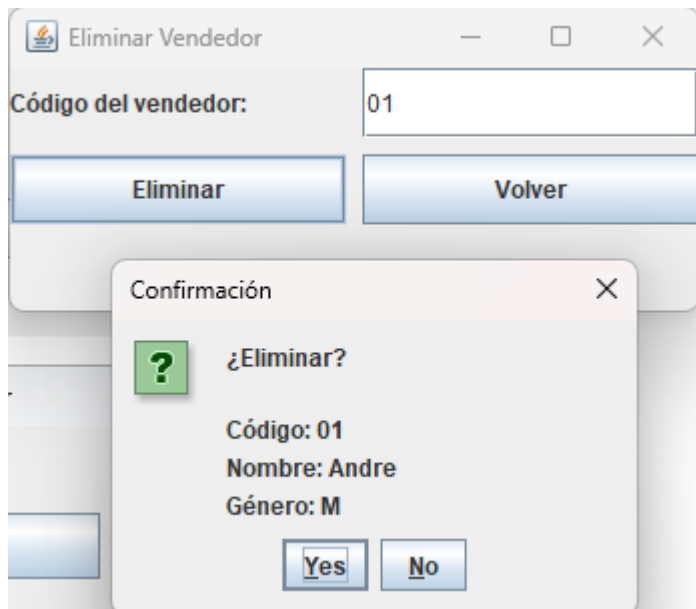 Eliminar Vendedor
Código del vendedor: 01
Eliminar Volver
Confirmación
?
¿Eliminar?
Código: 01
Nombre: Andre
Género: M
Yes No